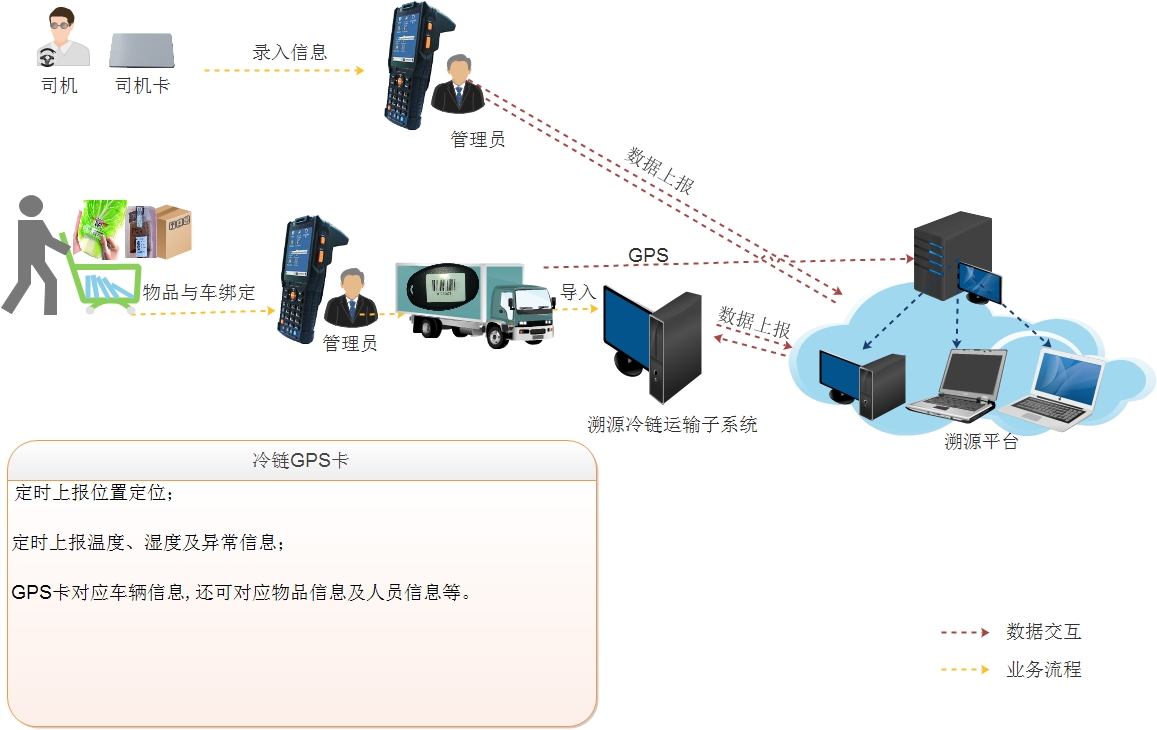 司机
司机卡
录入信息
管理员
数据上报
物品与车绑定
管理员
GPS
导入
数据上报
溯源冷链运输子系统
溯源平台
冷链GPS卡
定时上报位置定位；
定时上报温度、湿度及异常信息；
GPS卡对应车辆信息,还可对应物品信息及人员信息等。
数据交互
业务流程